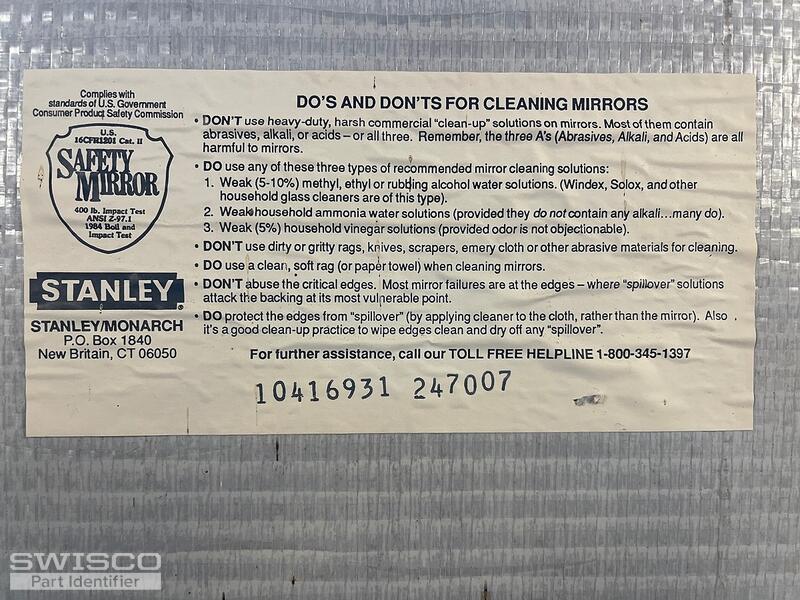 Complies with
standards of U.S. Government
Consumer Product Safety Commission
U.S.
16CFR1201 Cat. II
SAFETY
MIRROR
400 lb. Impact Test
ANSI Z-97.1
1984 Boil and
Impact Test
STANLEY®
STANLEY/MONARCH
P.O. Box 1840
New Britain, CT 06050
DO'S AND DON'TS FOR CLEANING MIRRORS
• DON'T use heavy-duty, harsh commercial "clean-up" solutions on mirrors. Most of them contain
abrasives, alkali, or acids – or all three. Remember, the three A's (Abrasives, Alkali, and Acids) are all
harmful to mirrors.
• DO use any of these three types of recommended mirror cleaning solutions:
1. Weak (5-10%) methyl, ethyl or rubbing alcohol water solutions. (Windex, Solox, and other
household glass cleaners are of this type).
2. Weak household ammonia water solutions (provided they do not contain any alkali...many do).
3. Weak (5%) household vinegar solutions (provided odor is not objectionable).
• DON'T use dirty or gritty rags, knives, scrapers, emery cloth or other abrasive materials for cleaning.
• DO use a clean, soft rag (or paper towel) when cleaning mirrors.
• DON'T abuse the critical edges. Most mirror failures are at the edges – where "spillover" solutions
attack the backing at its most vulnerable point.
• DO protect the edges from "spillover" (by applying cleaner to the cloth, rather than the mirror). Also,
it's a good clean-up practice to wipe edges clean and dry off any "spillover".
For further assistance, call our TOLL FREE HELPLINE 1-800-345-1397
10416931 247007
SWISCO
Part Identifier